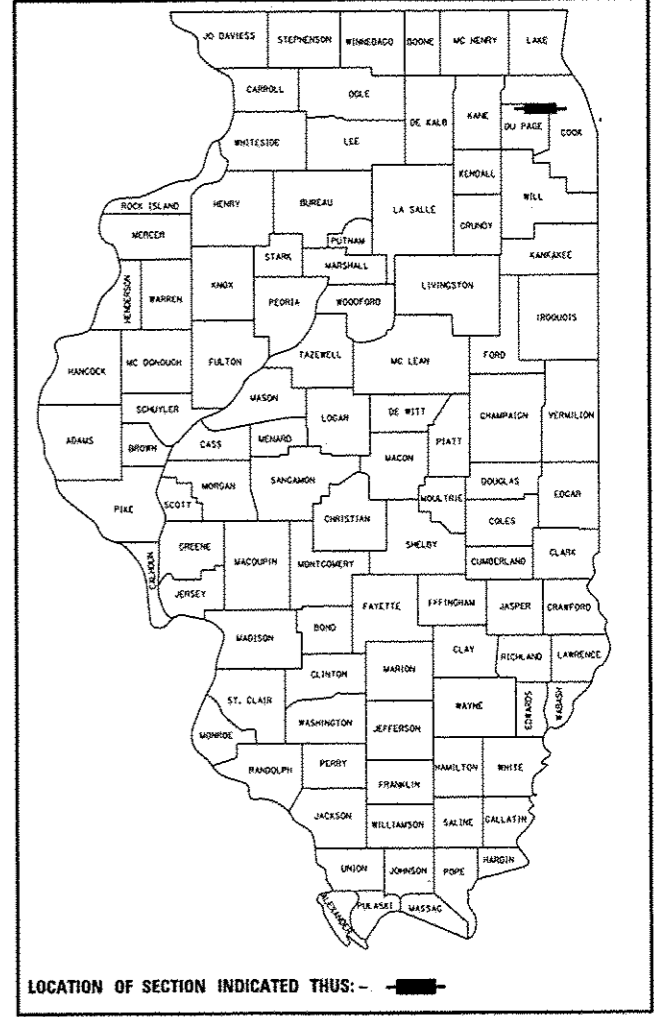 JO DAVIESS STEPHENSON WINNEBAGO BOONE MC HENRY LAKE
CARROLL OGLE
DE KALB KANE DU PAGE COOK
WHITESIDE LEE
KENDALL WILL
ROCK ISLAND HENRY BUREAU LA SALLE GRUNDY
MERCER PUTNAM KANKAKEE
STARK MARSHALL
HENDERSON WARREN KNOX PEORIA WOODFORD LIVINGSTON IROQUOIS
HANCOCK MC DONOUGH FULTON TAZEWELL MC LEAN FORD
MASON
SCHUYLER LOGAN DE WITT CHAMPAIGN VERMILION
ADAMS BROWN CASS MENARD PIATT
MACON
MORGAN SANGAMON DOUGLAS EDGAR
PIKE SCOTT CHRISTIAN MOULTRIE COLES
GREENE SHELBY
CALHOUN MACOUPIN MONTGOMERY CUMBERLAND CLARK
JERSEY FAYETTE EFFINGHAM JASPER CRAWFORD
MADISON BOND
CLAY RICHLAND LAWRENCE
CLINTON MARION
ST. CLAIR WAYNE EDWARDS WABASH
WASHINGTON JEFFERSON
MONROE
RANDOLPH PERRY HAMILTON WHITE
FRANKLIN
JACKSON WILLIAMSON SALINE GALLATIN
UNION JOHNSON POPE HARDIN
ALEXANDER PULASKI MASSAC
LOCATION OF SECTION INDICATED THUS: -